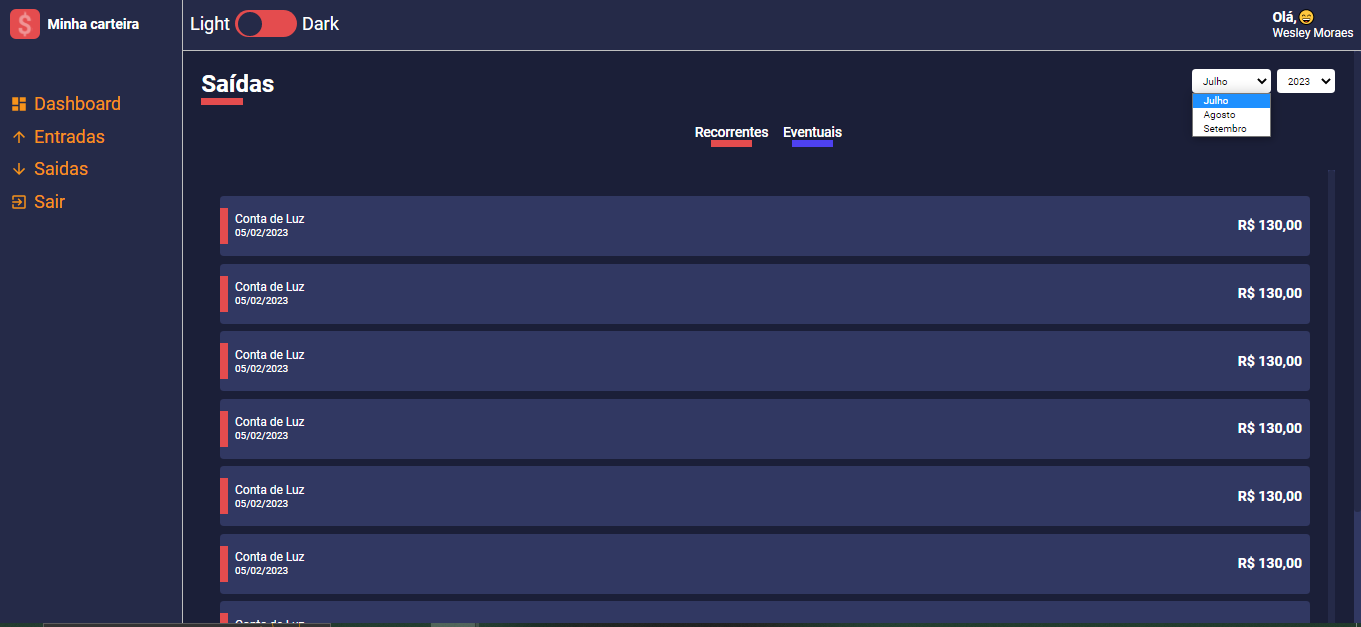 $ Minha carteira
Light Dark
Olá,
Wesley Moraes
Dashboard
Entradas
Saidas
Sair
Saídas
Julho
2023
Julho
Agosto
Setembro
Recorrentes Eventuais
Conta de Luz
05/02/2023
R$ 130,00
Conta de Luz
05/02/2023
R$ 130,00
Conta de Luz
05/02/2023
R$ 130,00
Conta de Luz
05/02/2023
R$ 130,00
Conta de Luz
05/02/2023
R$ 130,00
Conta de Luz
05/02/2023
R$ 130,00
Conta de Luz